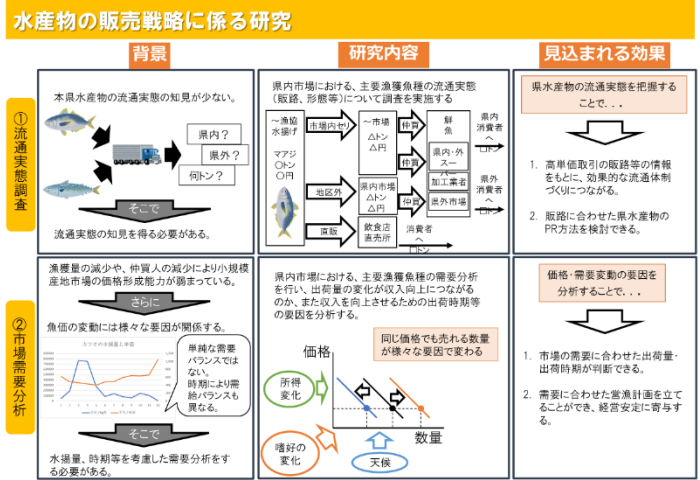 水産物の販売戦略に係る研究
背景
研究内容
見込まれる効果
①流通実態調査
本県水産物の流通実態の知見が少ない。
県内？
県外？
何トン？
そこで
流通実態の知見を得る必要がある。
県内市場における、主要漁獲魚種の流通実態
（販路、形態等）について調査を実施する
～漁協
水揚げ
マアジ
〇トン
〇円
市場内セリ
～市場
△トン
△円
仲買
鮮
魚
県内
消費者
へ
□トン
仲買
県内・外
スー
パー
加工業者
地区外
県内市場
△トン
△円
仲買
県外市場
県外
消費者
へ
□トン
直販
飲食店
直売所
消費者
へ
□トン
県水産物の流通実態を把握する
ことで．．．
1. 高単価取引の販路等の情報
をもとに、効果的な流通体制
づくりにつながる。
2. 販路に合わせた県水産物の
PR方法を検討できる。
②市場需要分析
漁獲量の減少や、仲買人の減少により小規模
産地市場の価格形成能力が弱まっている。
さらに
魚価の変動には様々な要因が関係する。
単純な需要
バランスでは
ない。
時期により需
給バランスも
異なる。
そこで
水揚量、時期等を考慮した需要分析をす
る必要がある。
県内市場における、主要漁獲魚種の需要分析
を行い、出荷量の変化が収入向上につながる
のか、また収入を向上させるための出荷時期等
の要因を分析する。
同じ価格でも売れる数量
が様々な要因で変わる
価格
所得
変化
嗜好の
変化
天候
数量
価格・需要変動の要因を
分析することで．．．
1. 市場の需要に合わせた出荷量・
出荷時期が判断できる。
2. 需要に合わせた営漁計画を立て
ることができ、経営安定に寄与す
る。